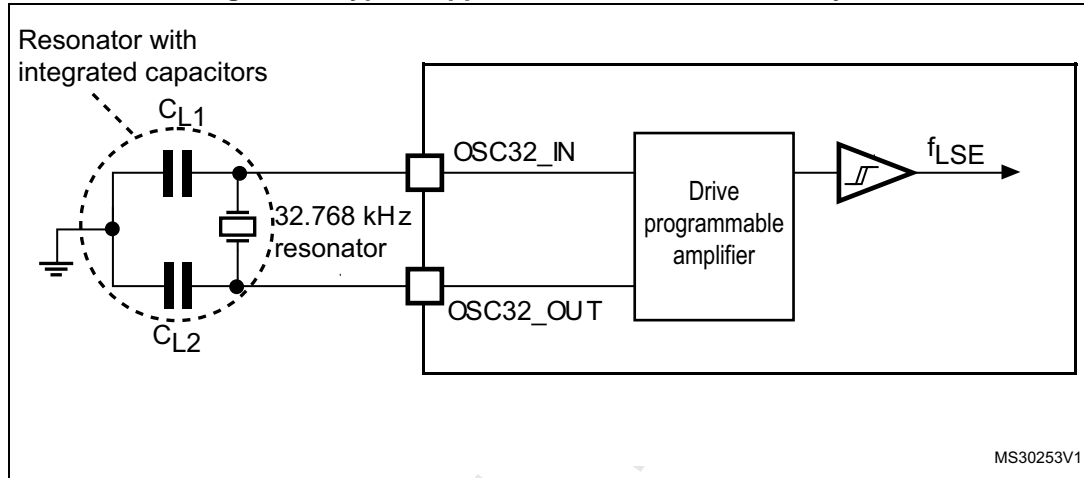 Resonator with
integrated capacitors
CL1
32.768 kHz
resonator
CL2
OSC32_IN
OSC32_OUT
Drive
programmable
amplifier
fLSE
MS30253V1